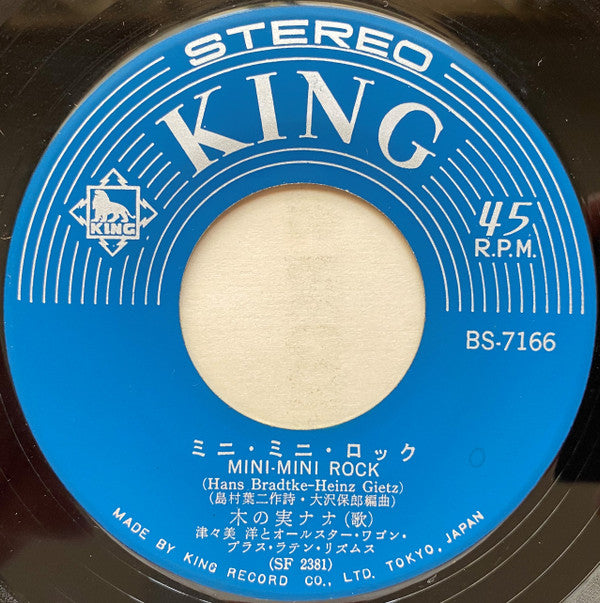 STEREO
KING
KING
45
R.P.M.
BS-7166
ミニ・ミニ・ロック
MINI-MINI ROCK
(Hans Bradtke-Heinz Gietz)
(島村葉二作詩・大沢保郎編曲)
木の実ナナ(歌)
津々美 洋とオールスター・ワゴン・
プラス・ラテン・リズムス
(SF 2381)
MADE BY KING RECORD CO., LTD. TOKYO, JAPAN